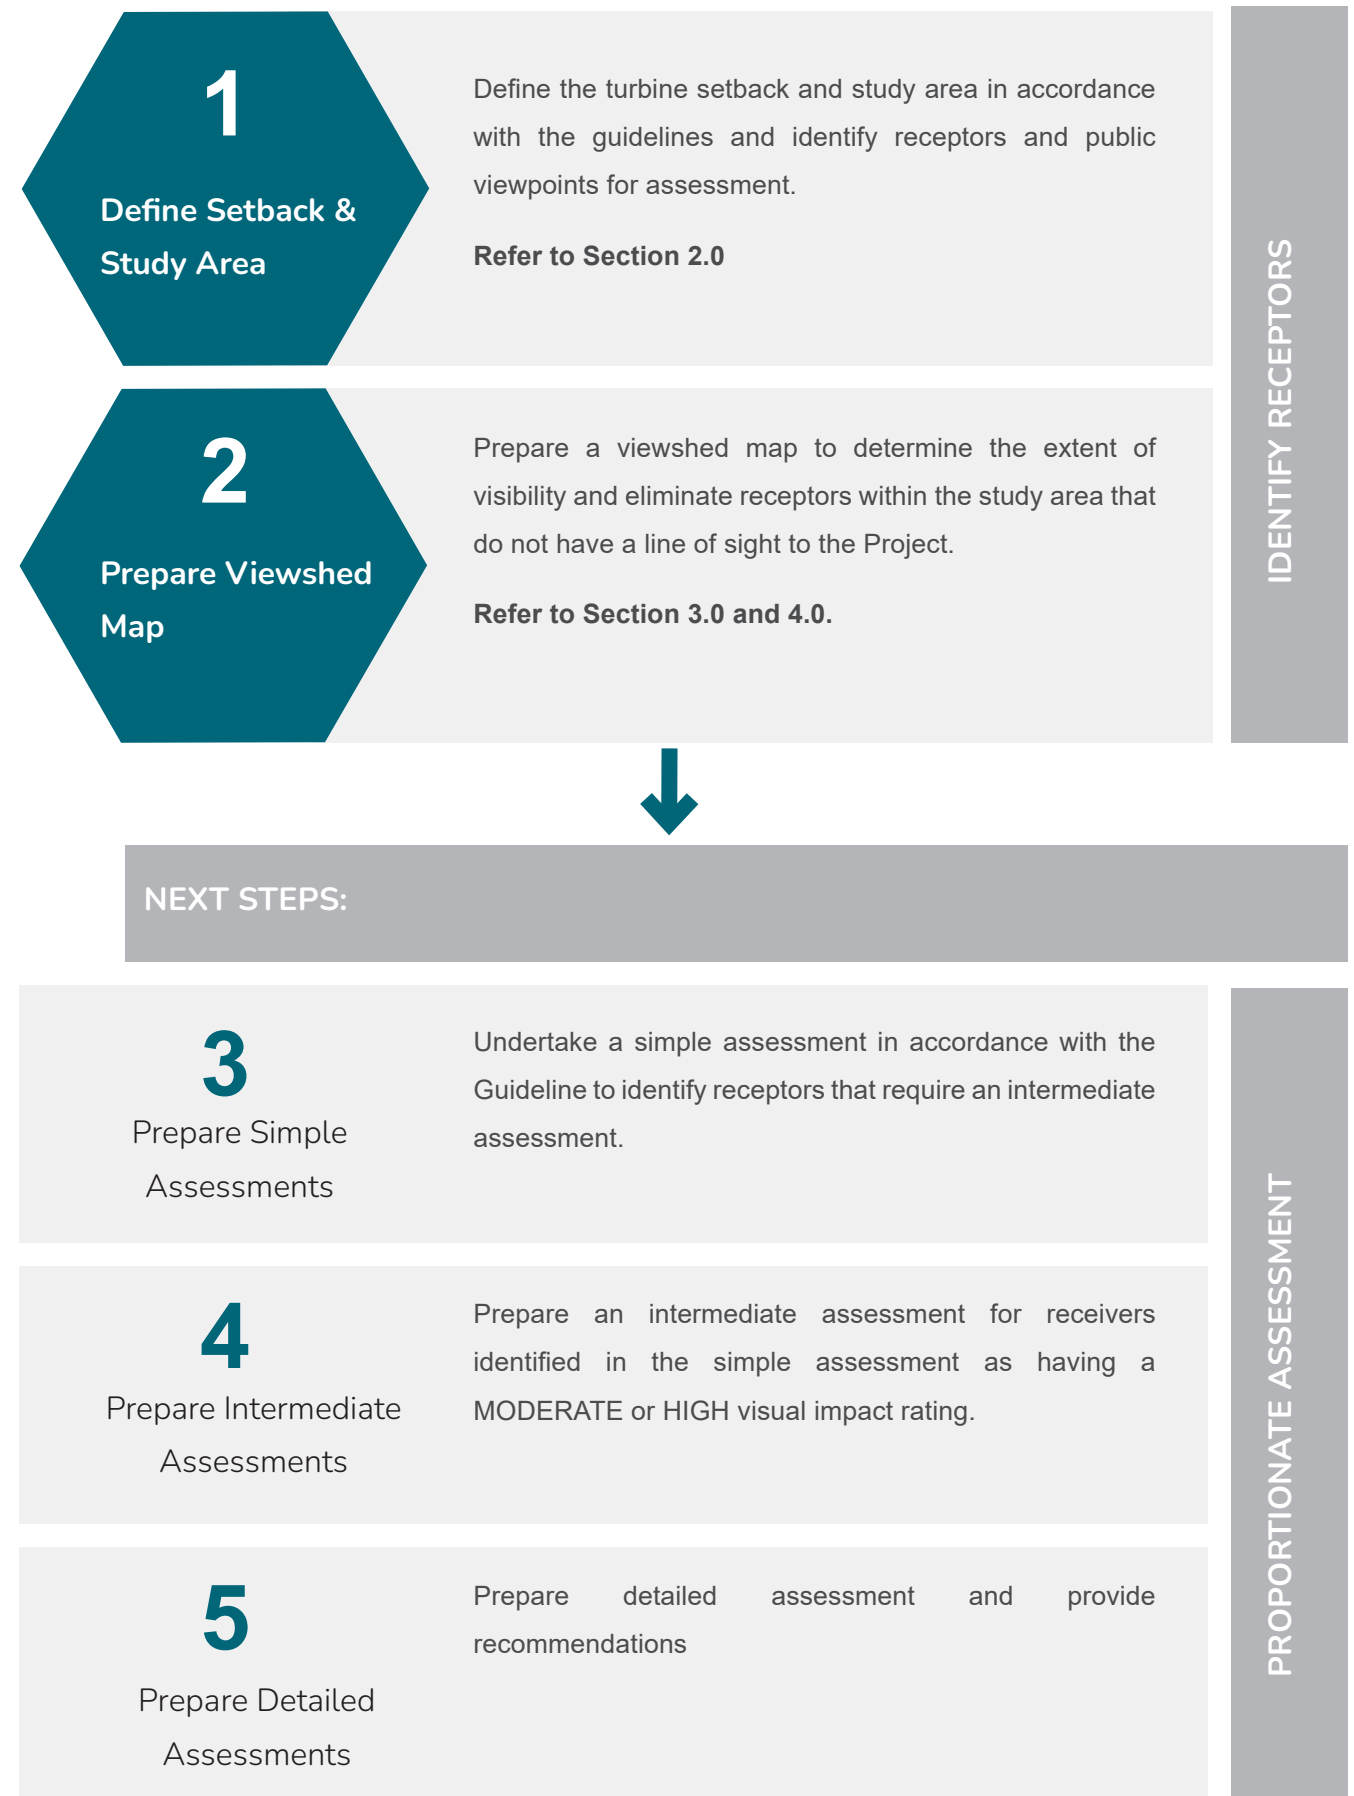 1
Define Setback &
Study Area
Define the turbine setback and study area in accordance
with the guidelines and identify receptors and public
viewpoints for assessment.
Refer to Section 2.0
2
Prepare Viewshed
Map
Prepare a viewshed map to determine the extent of
visibility and eliminate receptors within the study area that
do not have a line of sight to the Project.
Refer to Section 3.0 and 4.0.
IDENTIFY RECEPTORS
NEXT STEPS:
3
Prepare Simple
Assessments
Undertake a simple assessment in accordance with the
Guideline to identify receptors that require an intermediate
assessment.
4
Prepare Intermediate
Assessments
Prepare an intermediate assessment for receivers
identified in the simple assessment as having a
MODERATE or HIGH visual impact rating.
5
Prepare Detailed
Assessments
Prepare detailed assessment and provide
recommendations
PROPORTIONATE ASSESSMENT